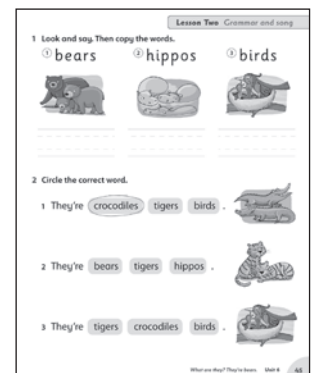 Lesson Two Grammar and song
1 Look and say. Then copy the words.
① bears ② hippos ③ birds
2 Circle the correct word.
1 They're crocodiles tigers birds .
2 They're bears tigers hippos .
3 They're tigers crocodiles birds .
What are they? They're bears. Unit 6 45